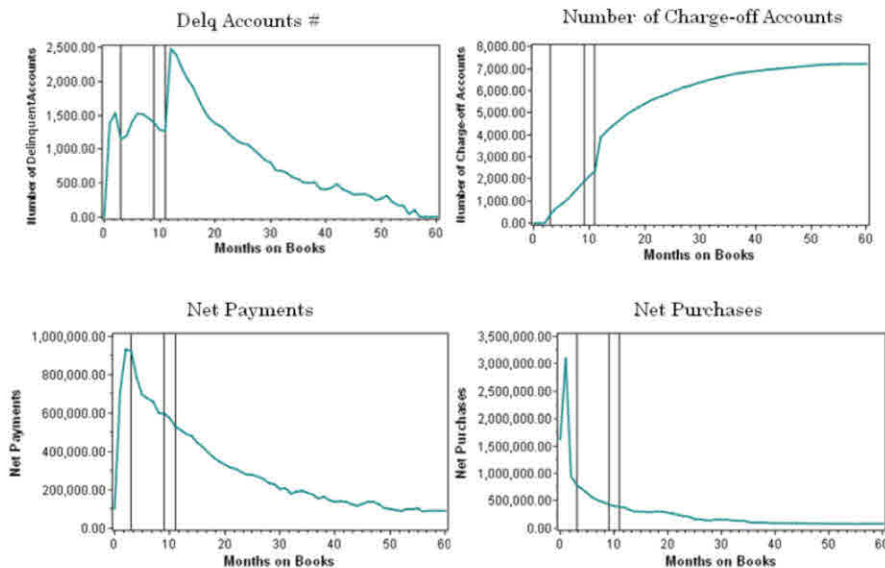 Delq Accounts #
Number of Delinquent Accounts
2,500.00
2,000.00
1,500.00
1,000.00
500.00
0.00
0 10 20 30 40 50 60
Months on Books
Number of Charge-off Accounts
Number of Charge-off Accounts
8,000.00
7,000.00
6,000.00
5,000.00
4,000.00
3,000.00
2,000.00
1,000.00
0.00
0 10 20 30 40 50 60
Months on Books
Net Payments
Net Payments
1,000,000.00
800,000.00
600,000.00
400,000.00
200,000.00
0.00
0 10 20 30 40 50 60
Months on Books
Net Purchases
Net Purchases
3,500,000.00
3,000,000.00
2,500,000.00
2,000,000.00
1,500,000.00
1,000,000.00
500,000.00
0.00
0 10 20 30 40 50 60
Months on Books